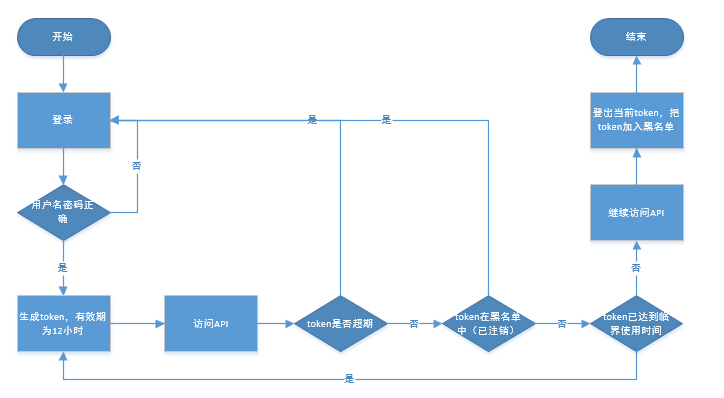 开始
结束
登录
是
是
登出当前token，把
token加入黑名单
否
用户名密码正
确
继续访问API
是
否
生成token，有效期
为12小时
访问API
token是否超期
否
token在黑名单
中（已注销）
否
token已达到临
界使用时间
是